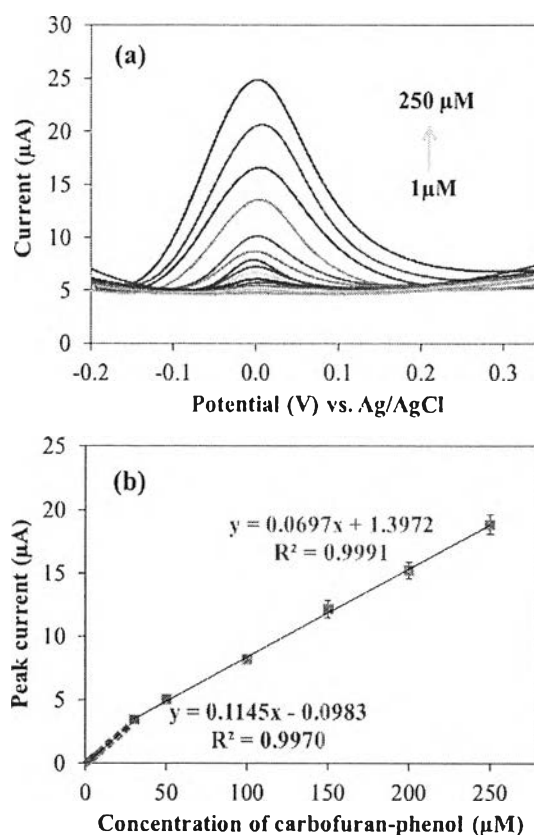 30
(a)
25
250 µM
20
Current (µA)
15
1µM
10
5
0
-0.2 -0.1 0.0 0.1 0.2 0.3
Potential (V) vs. Ag/AgCl
25
(b)
20
y = 0.0697x + 1.3972
R² = 0.9991
15
Peak current (µA)
10
5
y = 0.1145x - 0.0983
R² = 0.9970
0
0 50 100 150 200 250
Concentration of carbofuran-phenol (µM)